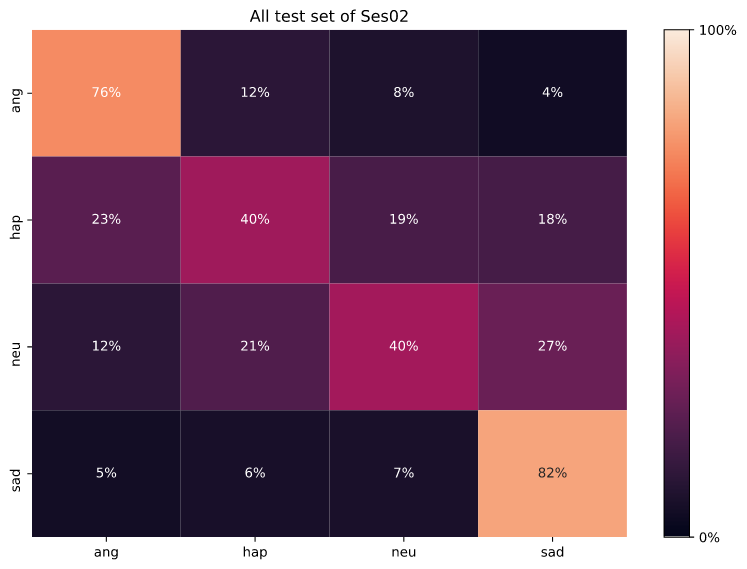 All test set of Ses02
100%
ang 76% 12% 8% 4%
hap 23% 40% 19% 18%
neu 12% 21% 40% 27%
sad 5% 6% 7% 82%
0%
ang hap neu sad